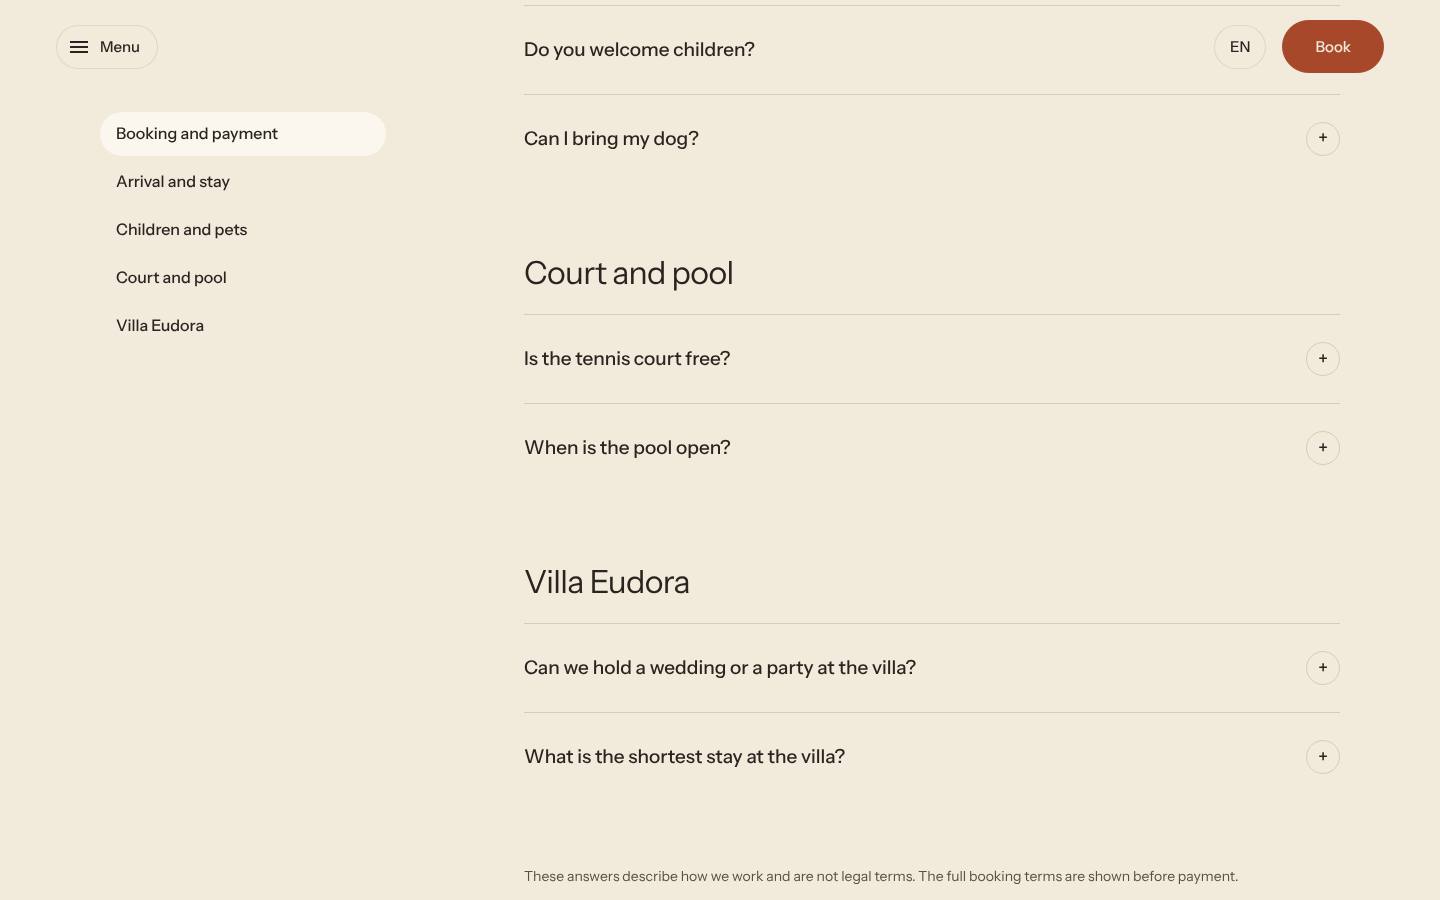 Menu
EN
Book
Booking and payment
Arrival and stay
Children and pets
Court and pool
Villa Eudora
Do you welcome children?
Can I bring my dog?
+
Court and pool
Is the tennis court free?
+
When is the pool open?
+
Villa Eudora
Can we hold a wedding or a party at the villa?
+
What is the shortest stay at the villa?
+
These answers describe how we work and are not legal terms. The full booking terms are shown before payment.